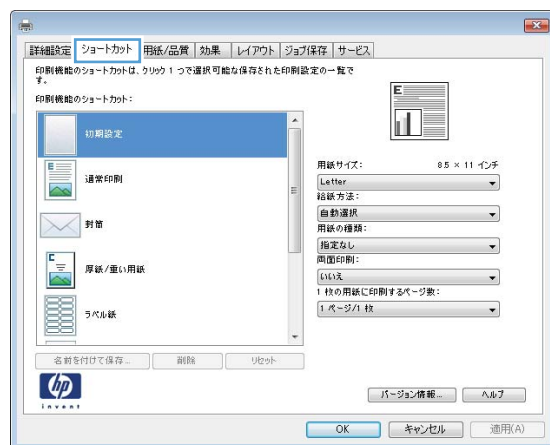 詳細設定 ショートカット 用紙/品質 効果 レイアウト ジョブ保存 サービス
印刷機能のショートカットは、クリック 1 つで選択可能な保存された印刷設定の一覧で
す。
印刷機能のショートカット:
初期設定
通常印刷
封筒
厚紙/重い用紙
ラベル紙
名前を付けて保存... 削除 リセット
E
用紙サイズ: 8.5 × 11 インチ
Letter
給紙方法:
自動選択
用紙の種類:
指定なし
両面印刷:
いいえ
1 枚の用紙に印刷するページ数:
1 ページ/1 枚
hp
invent
バージョン情報... ヘルプ
OK キャンセル 適用(A)